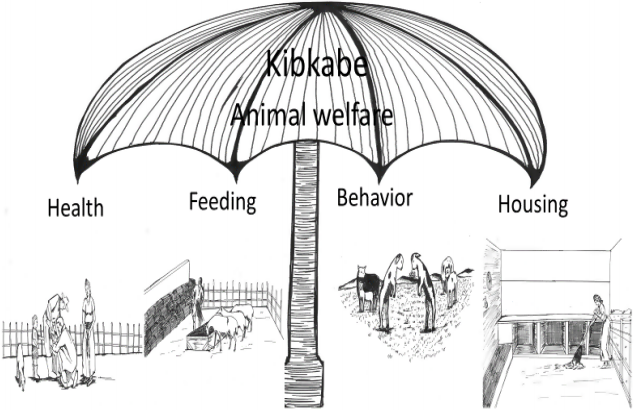 Kibkabe
Animal welfare
Health
Feeding
Behavior
Housing